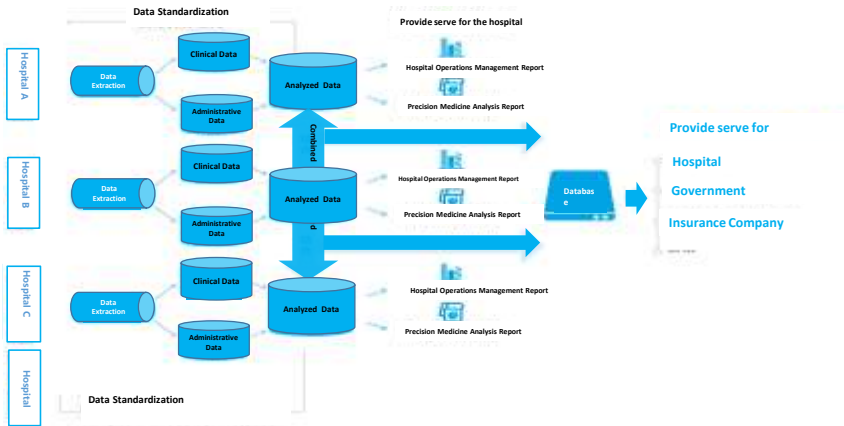 Data Standardization
Provide serve for the hospital
Hospital A
Data
Extraction
Clinical Data
Administrative
Data
Analyzed Data
Hospital Operations Management Report
Precision Medicine Analysis Report
Combined
Hospital B
Data
Extraction
Clinical Data
Administrative
Data
Analyzed Data
Hospital Operations Management Report
Precision Medicine Analysis Report
Hospital C
Data
Extraction
Clinical Data
Administrative
Data
Analyzed Data
Hospital Operations Management Report
Precision Medicine Analysis Report
Hospital
Data Standardization
Databas
e
Provide serve for
Hospital
Government
Insurance Company